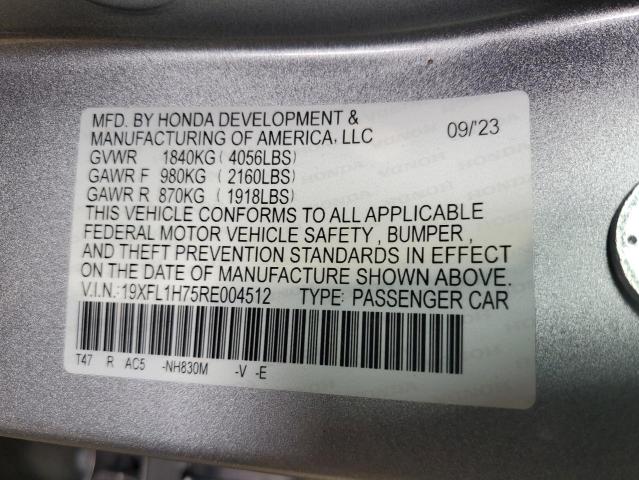 MFD. BY HONDA DEVELOPMENT &
MANUFACTURING OF AMERICA, LLC 09/'23
GVWR 1840KG ( 4056LBS)
GAWR F 980KG ( 2160LBS)
GAWR R 870KG ( 1918LBS)
THIS VEHICLE CONFORMS TO ALL APPLICABLE
FEDERAL MOTOR VEHICLE SAFETY , BUMPER ,
AND THEFT PREVENTION STANDARDS IN EFFECT
ON THE DATE OF MANUFACTURE SHOWN ABOVE.
V.I.N.:19XFL1H75RE004512 TYPE: PASSENGER CAR
T47 R AC5 -NH830M -V -E